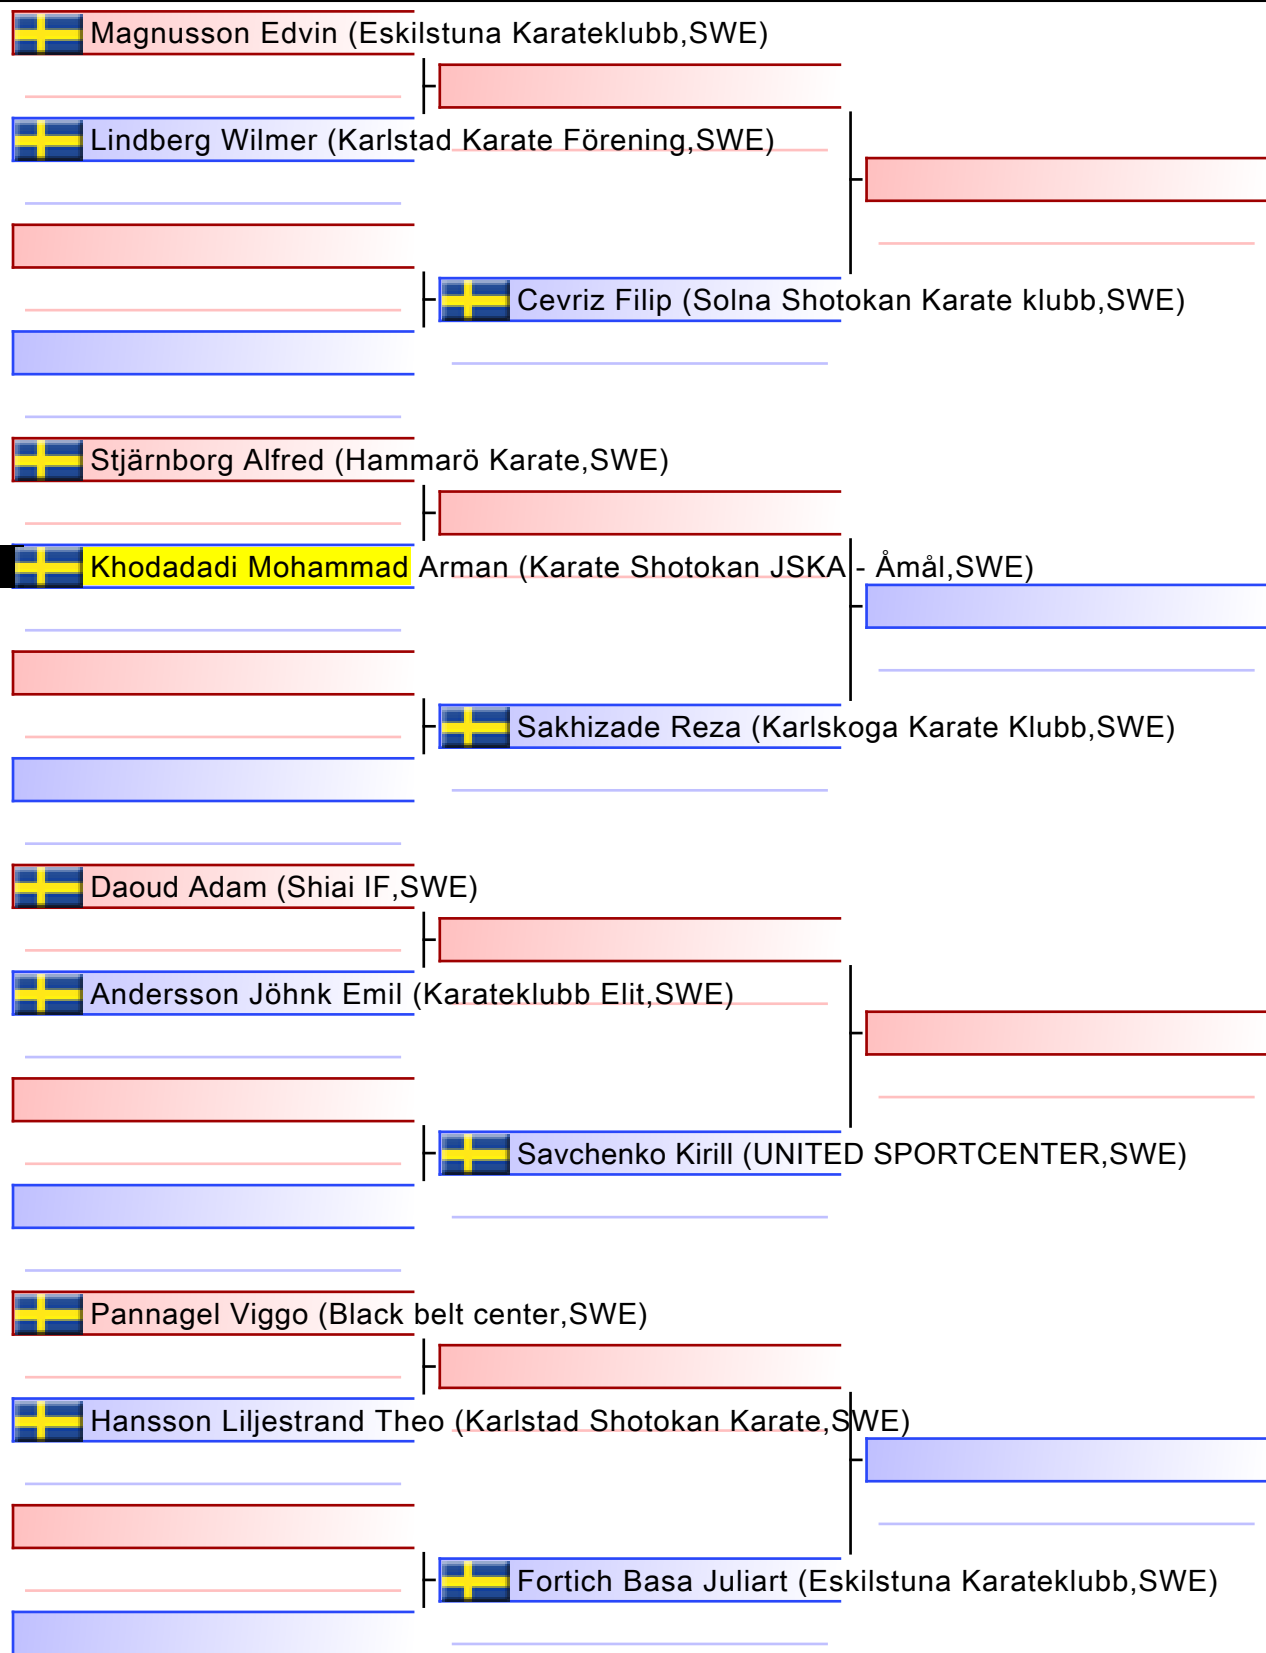 Magnusson Edvin (Eskilstuna Karateklubb,SWE)
Lindberg Wilmer (Karlstad Karate Förening,SWE)
Cevriz Filip (Solna Shotokan Karate klubb,SWE)
Stjärnborg Alfred (Hammarö Karate,SWE)
Khodadadi Mohammad Arman (Karate Shotokan JSKA - Åmål,SWE)
Sakhizade Reza (Karlskoga Karate Klubb,SWE)
Daoud Adam (Shiai IF,SWE)
Andersson Jöhnk Emil (Karateklubb Elit,SWE)
Savchenko Kirill (UNITED SPORTCENTER,SWE)
Pannagel Viggo (Black belt center,SWE)
Hansson Liljestrand Theo (Karlstad Shotokan Karate,SWE)
Fortich Basa Juliart (Eskilstuna Karateklubb,SWE)